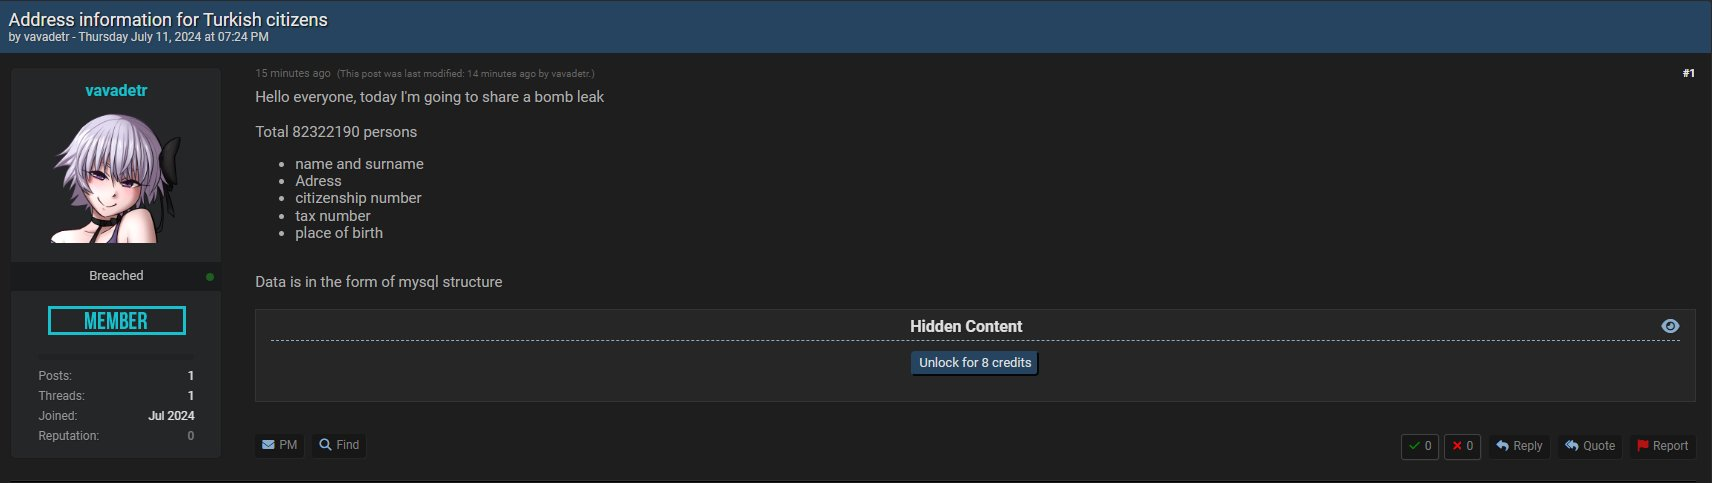 Address information for Turkish citizens
by vavadetr - Thursday July 11, 2024 at 07:24 PM
vavadetr
Breached
MEMBER
Posts: 1
Threads: 1
Joined: Jul 2024
Reputation: 0
15 minutes ago (This post was last modified: 14 minutes ago by vavadetr.)
#1
Hello everyone, today I'm going to share a bomb leak
Total 82322190 persons
name and surname
Adress
citizenship number
tax number
place of birth
Data is in the form of mysql structure
Hidden Content
Unlock for 8 credits
PM Find
0 0 Reply Quote Report